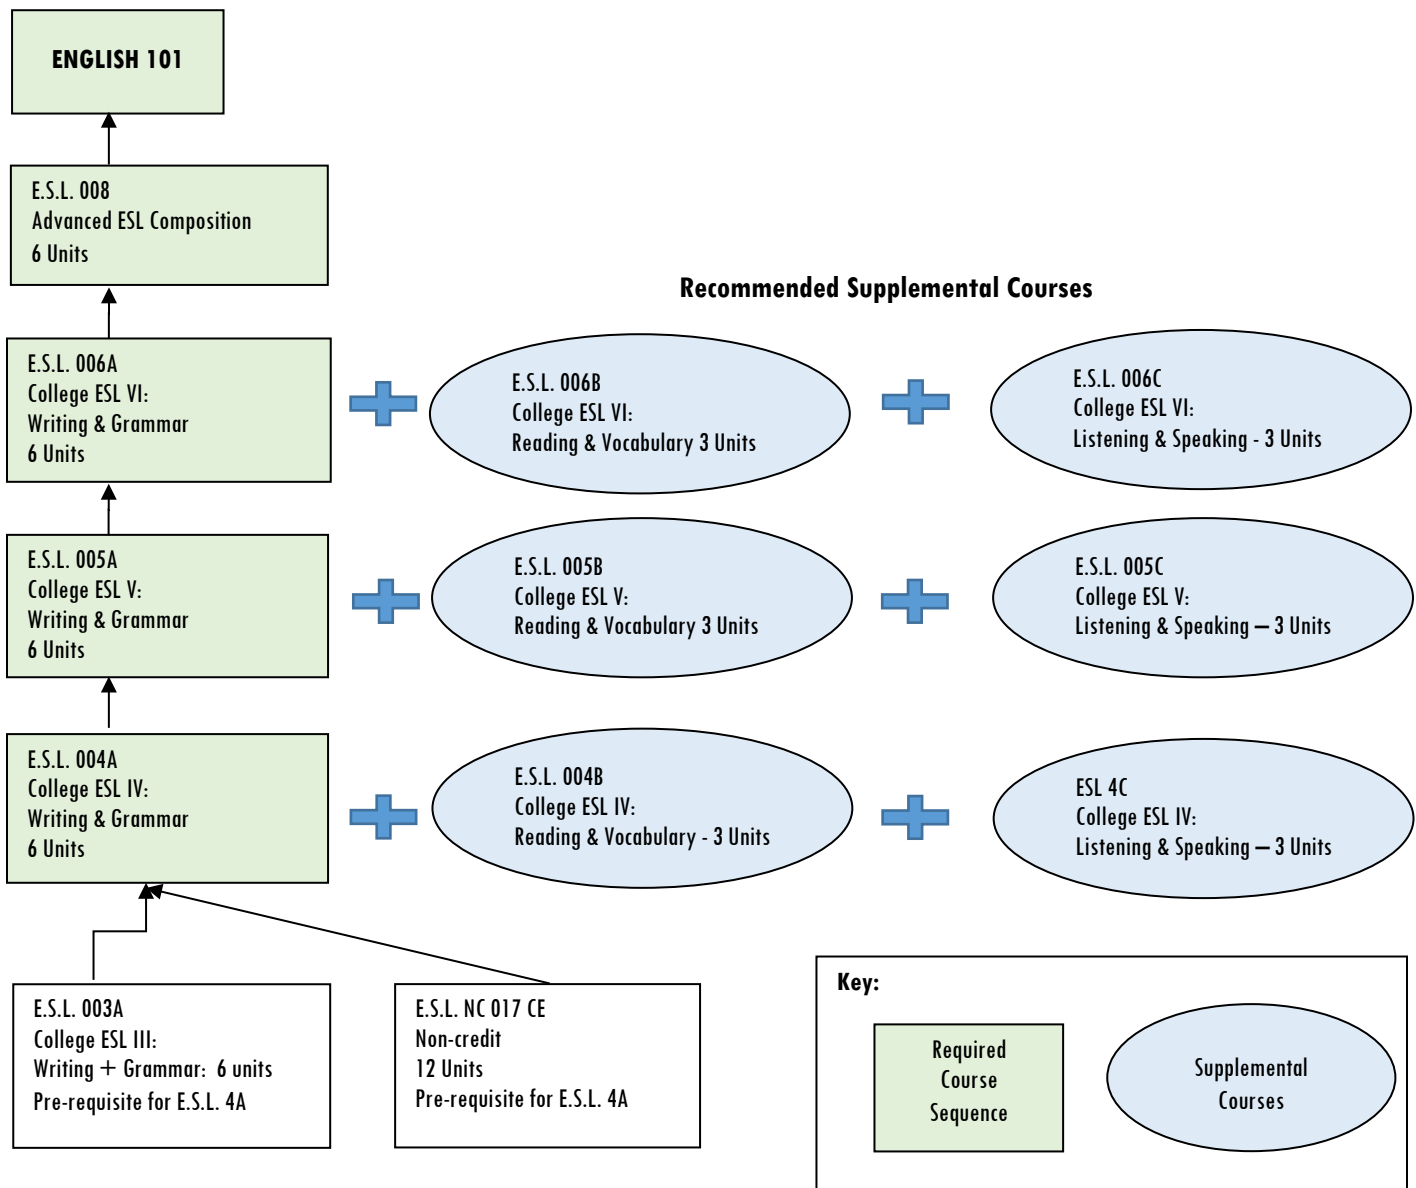 ENGLISH 101
E.S.L. 008
Advanced ESL Composition
6 Units
Recommended Supplemental Courses
E.S.L. 006A
College ESL VI:
Writing & Grammar
6 Units
E.S.L. 006B
College ESL VI:
Reading & Vocabulary 3 Units
E.S.L. 006C
College ESL VI:
Listening & Speaking - 3 Units
E.S.L. 005A
College ESL V:
Writing & Grammar
6 Units
E.S.L. 005B
College ESL V:
Reading & Vocabulary 3 Units
E.S.L. 005C
College ESL V:
Listening & Speaking – 3 Units
E.S.L. 004A
College ESL IV:
Writing & Grammar
6 Units
E.S.L. 004B
College ESL IV:
Reading & Vocabulary - 3 Units
ESL 4C
College ESL IV:
Listening & Speaking – 3 Units
E.S.L. 003A
College ESL III:
Writing + Grammar: 6 units
Pre-requisite for E.S.L. 4A
E.S.L. NC 017 CE
Non-credit
12 Units
Pre-requisite for E.S.L. 4A
Key:
Required
Course
Sequence
Supplemental
Courses